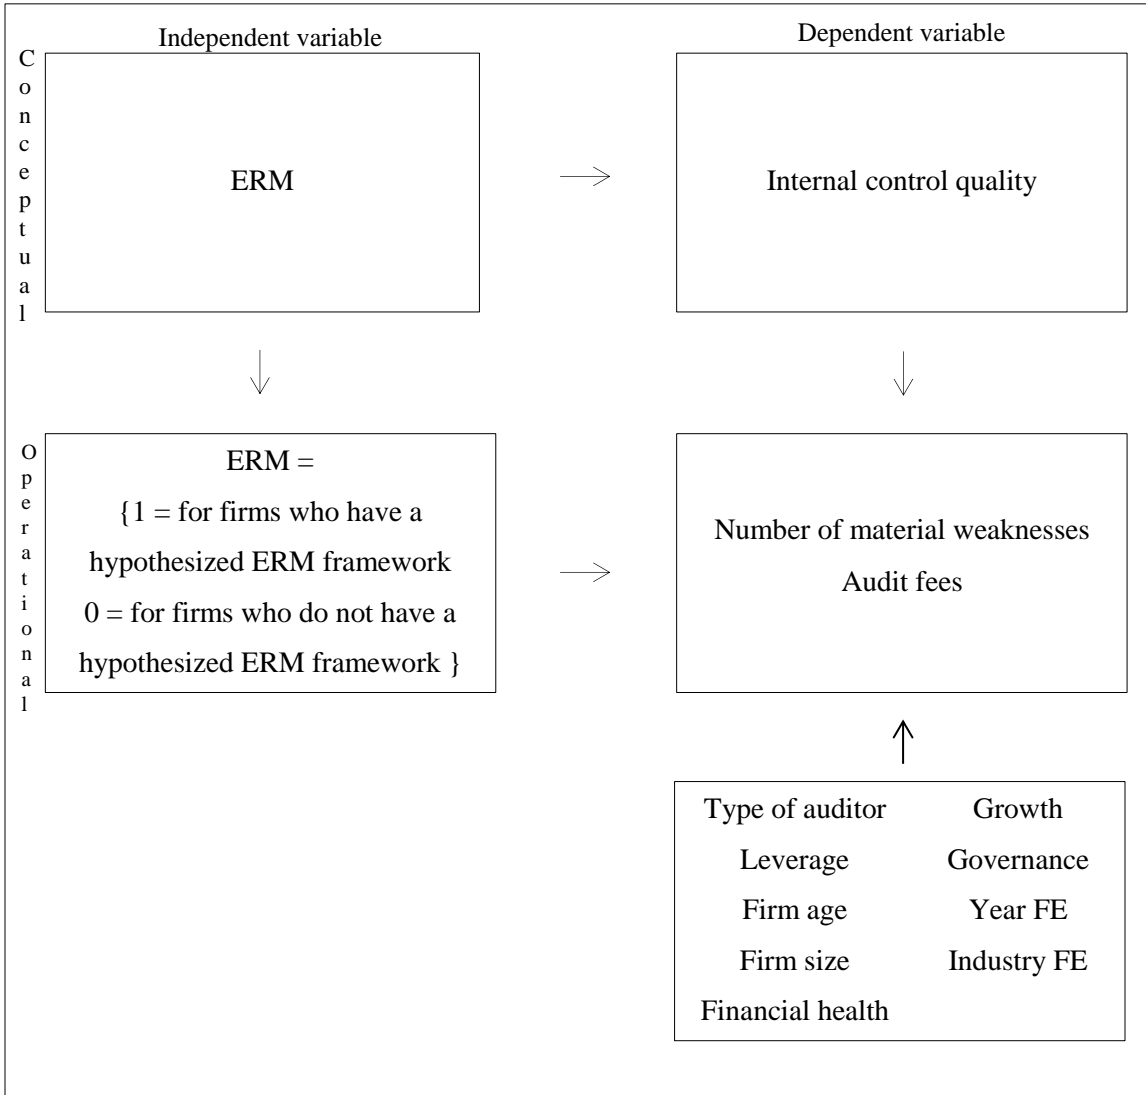 Independent variable
Dependent variable
Conceptual
ERM
Internal control quality
Operational
ERM =
{1 = for firms who have a
hypothesized ERM framework
0 = for firms who do not have a
hypothesized ERM framework }
Number of material weaknesses
Audit fees
Type of auditor
Growth
Leverage
Governance
Firm age
Year FE
Firm size
Industry FE
Financial health